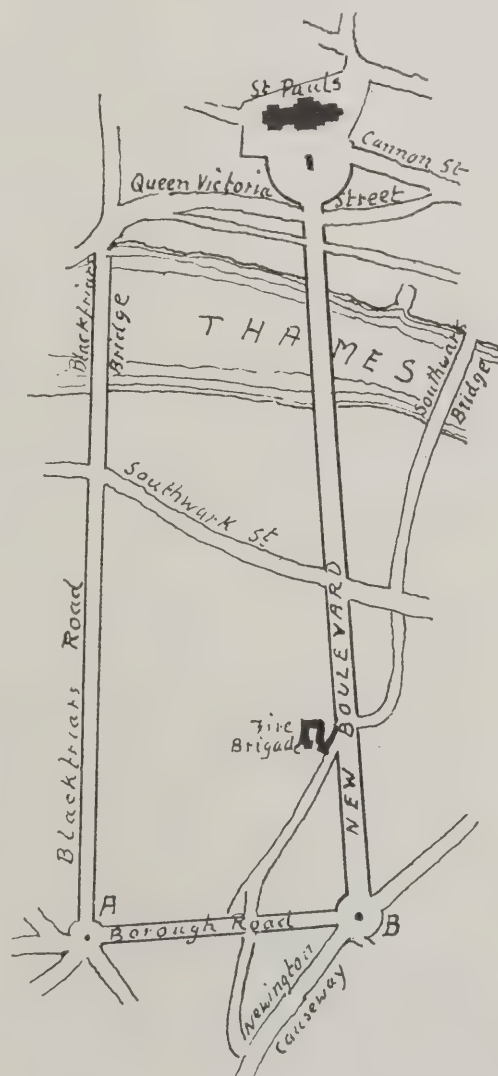 St Pauls
Cannon St
Queen Victoria Street
Blackfriars Bridge
THAMES
Southwark Bridge
Southwark St
Blackfriars Road
NEW BOULEVARD
Fire
Brigade
A
Borough Road
B
Newington
Causeway